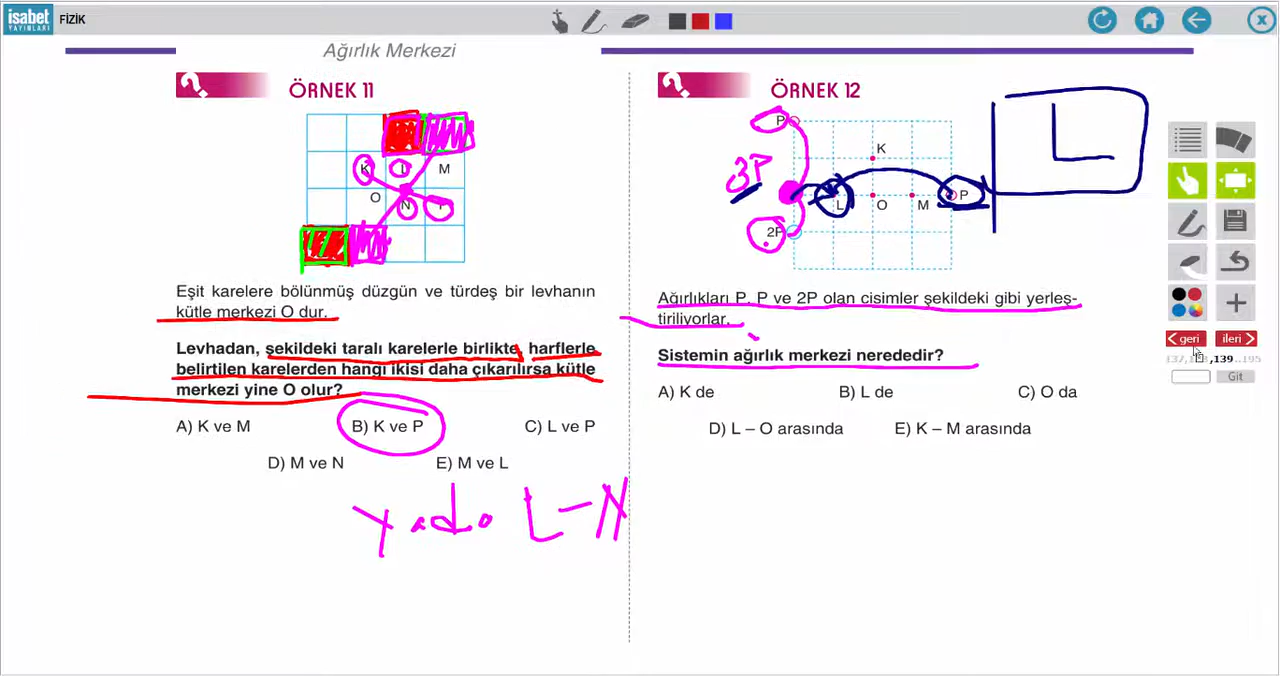 isabet
YAYINLARI
FİZİK
Ağırlık Merkezi
ÖRNEK 11
K L M
O N P
Eşit karelere bölünmüş düzgün ve türdeş bir levhanın
kütle merkezi O dur.
Levhadan, şekildeki taralı karelerle birlikte, harflerle
belirtilen karelerden hangi ikisi daha çıkarılırsa kütle
merkezi yine O olur?
A) K ve M B) K ve P C) L ve P
D) M ve N E) M ve L
yada L-N
ÖRNEK 12
P
K
3P
L O M P
2P
Ağırlıkları P, P ve 2P olan cisimler şekildeki gibi yerleş-
tiriliyorlar.
Sistemin ağırlık merkezi nerededir?
A) K de B) L de C) O da
D) L – O arasında E) K – M arasında
L
geri ileri
,139..195
Git